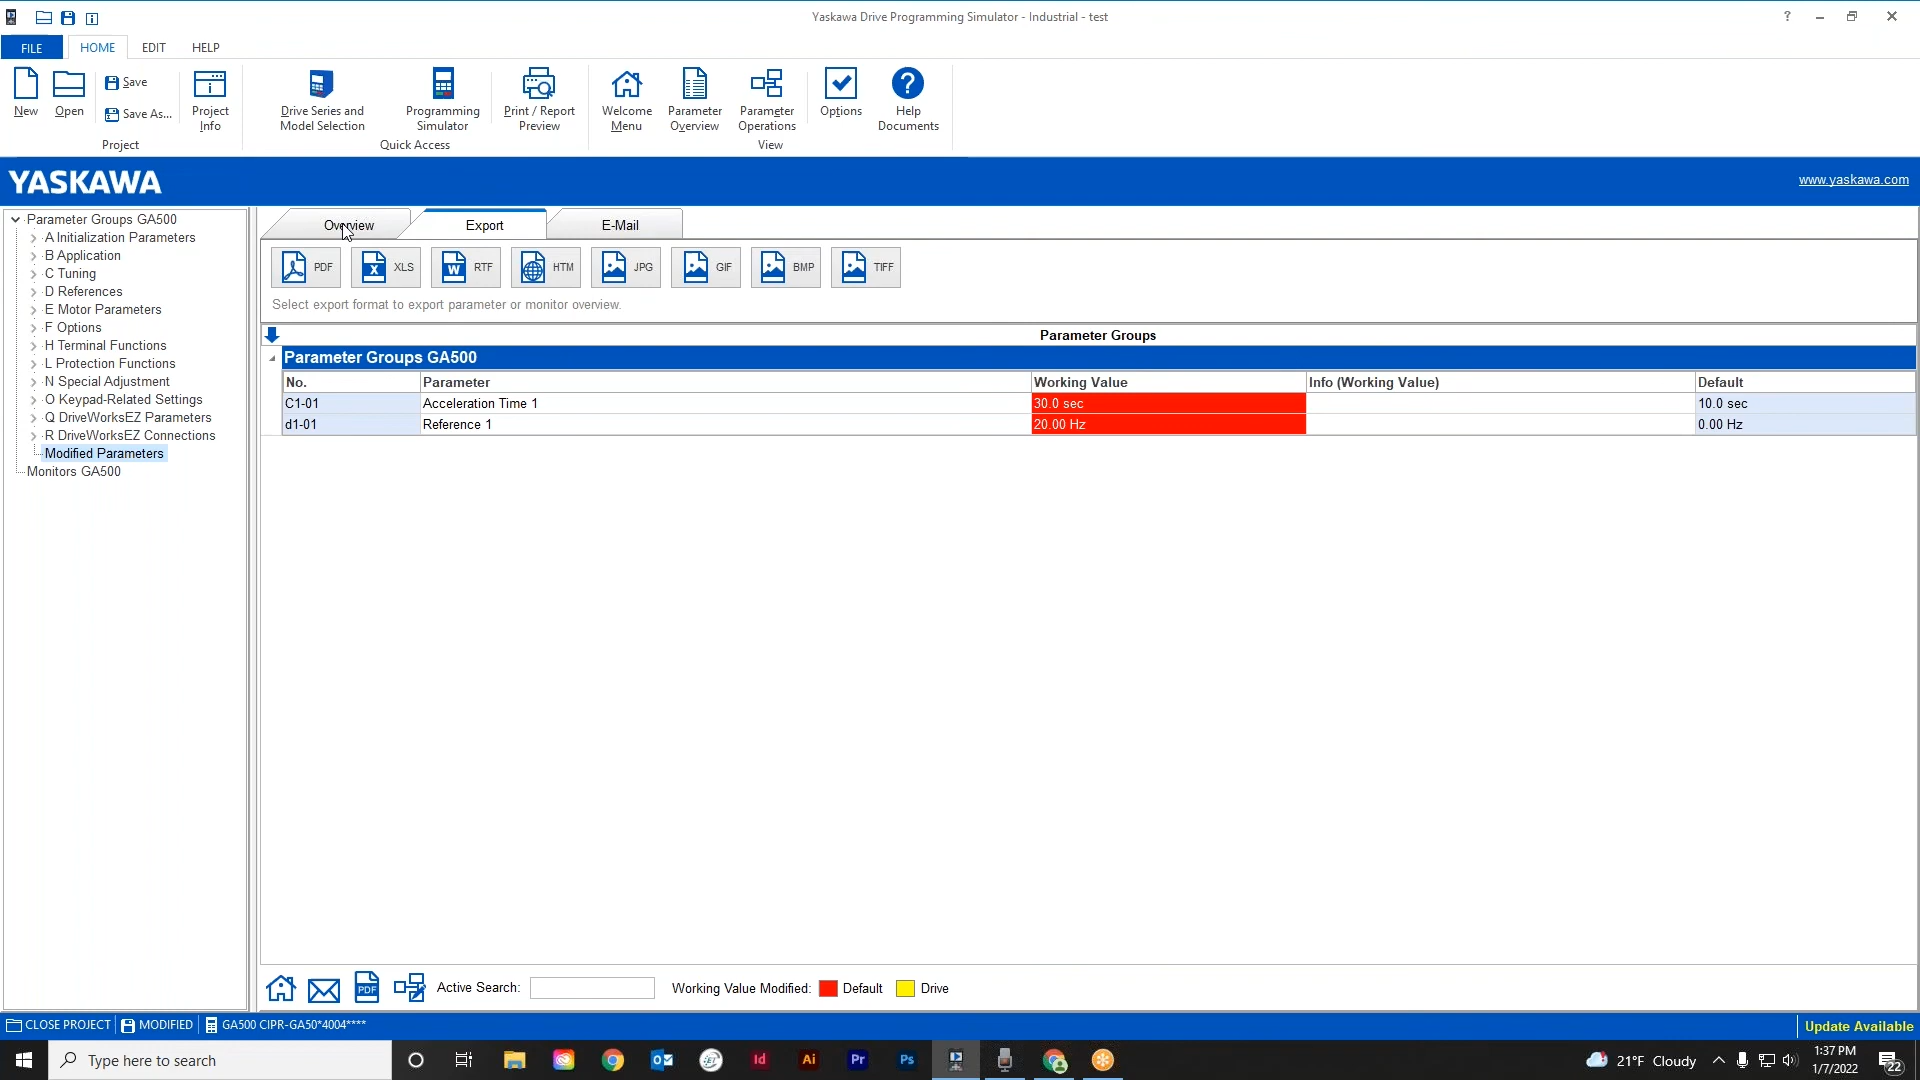 Yaskawa Drive Programming Simulator - Industrial - test
?
FILE HOME EDIT HELP
New
Open
Save
Save As...
Project
Info
Project
Drive Series and
Model Selection
Programming
Simulator
Print / Report
Preview
Quick Access
Welcome
Menu
Parameter
Overview
Parameter
Operations
Options
Help
Documents
View
YASKAWA
www.yaskawa.com
Parameter Groups GA500
A Initialization Parameters
B Application
C Tuning
D References
E Motor Parameters
F Options
H Terminal Functions
L Protection Functions
N Special Adjustment
O Keypad-Related Settings
Q DriveWorksEZ Parameters
R DriveWorksEZ Connections
Modified Parameters
Monitors GA500
Overview Export E-Mail
PDF XLS RTF HTM JPG GIF BMP TIFF
Select export format to export parameter or monitor overview.
Parameter Groups
Parameter Groups GA500
No. Parameter Working Value Info (Working Value) Default
C1-01 Acceleration Time 1 30.0 sec 10.0 sec
d1-01 Reference 1 20.00 Hz 0.00 Hz
PDF Active Search: Working Value Modified: Default Drive
CLOSE PROJECT MODIFIED GA500 CIPR-GA50*4004**** Update Available
Type here to search
Id Ai Pr Ps
21°F Cloudy
1:37 PM
1/7/2022
22